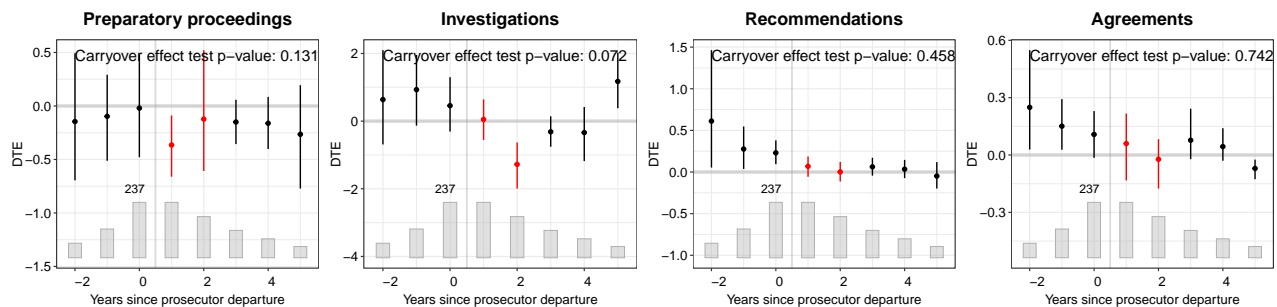 Preparatory proceedings
Carryover effect test p−value: 0.131
0.5
0.0
−0.5
−1.0
−1.5
DTE
237
−2
0
2
4
Years since prosecutor departure
Investigations
Carryover effect test p−value: 0.072
2
0
−2
−4
DTE
237
−2
0
2
4
Years since prosecutor departure
Recommendations
Carryover effect test p−value: 0.458
1.5
1.0
0.5
0.0
−0.5
−1.0
DTE
237
−2
0
2
4
Years since prosecutor departure
Agreements
Carryover effect test p−value: 0.742
0.6
0.3
0.0
−0.3
DTE
237
−2
0
2
4
Years since prosecutor departure